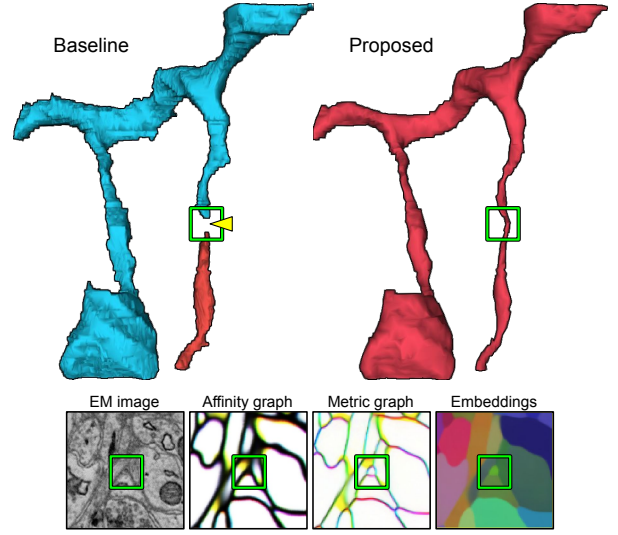 Baseline
Proposed
EM image
Affinity graph
Metric graph
Embeddings